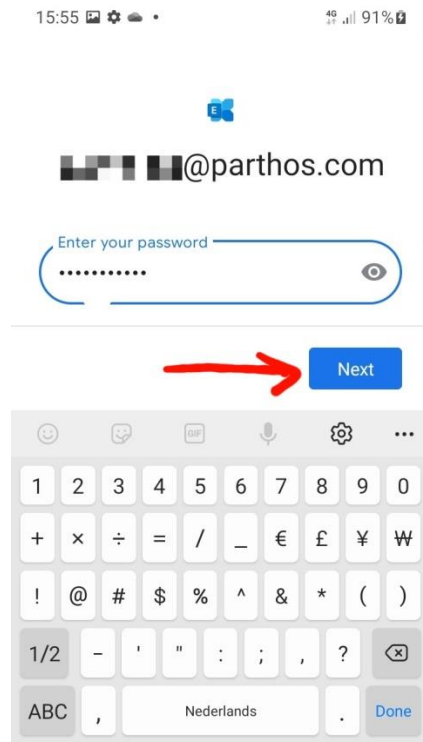 15:55 4G 91%
E
@parthos.com
Enter your password
Next
GIF
1 2 3 4 5 6 7 8 9 0
+ × ÷ = / _ € £ ¥ ₩
! @ # $ % ^ & * ( )
1/2 - ' " : ; , ?
ABC , Nederlands . Done